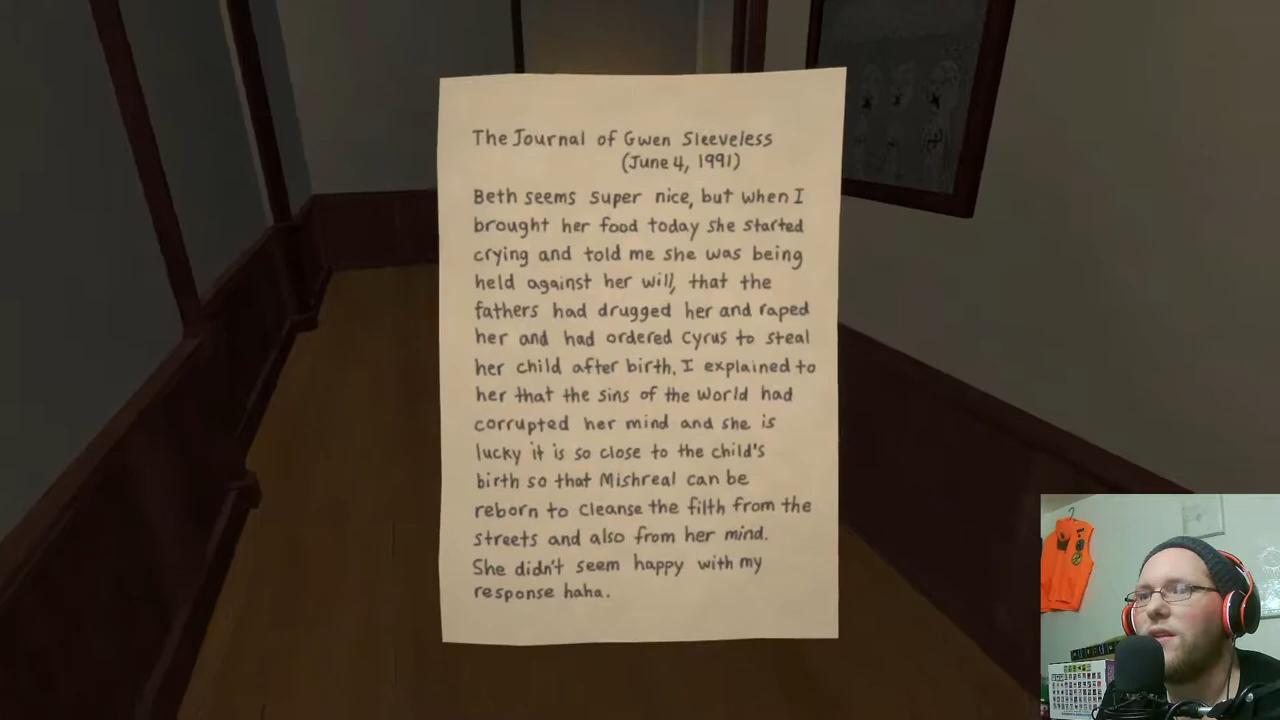 The Journal of Gwen Sleeveless
(June 4, 1991)
Beth seems super nice, but when I
brought her food today she started
crying and told me she was being
held against her will, that the
fathers had drugged her and raped
her and had ordered Cyrus to steal
her child after birth. I explained to
her that the sins of the world had
corrupted her mind and she is
lucky it is so close to the child's
birth so that Mishreal can be
reborn to cleanse the filth from the
streets and also from her mind.
She didn't seem happy with my
response haha.